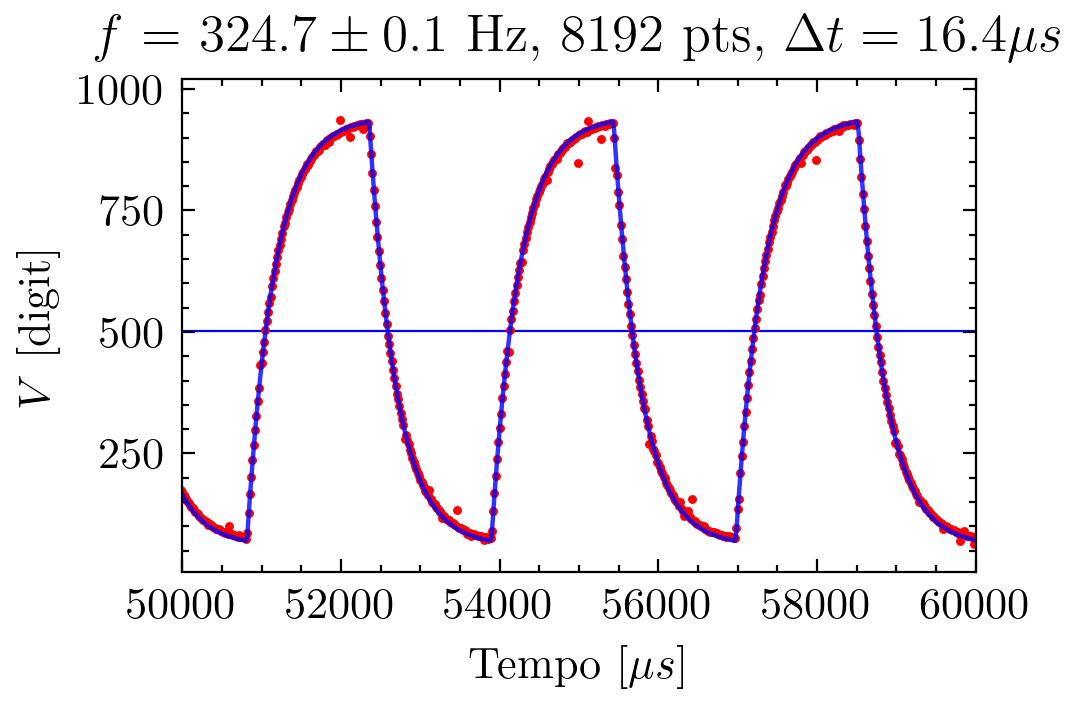 f = 324.7 ± 0.1 Hz, 8192 pts, Δt = 16.4μs
1000
750
500
250
V [digit]
50000 52000 54000 56000 58000 60000
Tempo [μs]